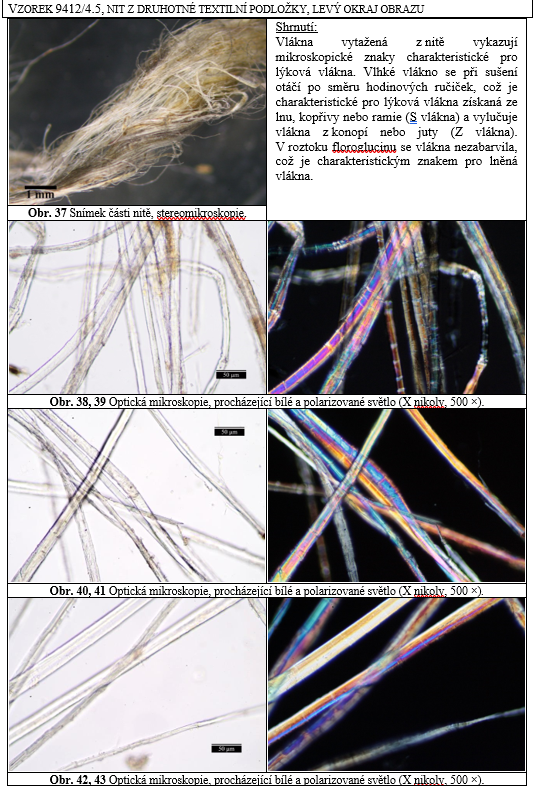 VZOREK 9412/4.5, NIT Z DRUHOTNÉ TEXTILNÍ PODLOŽKY, LEVÝ OKRAJ OBRAZU
Shrnutí:
Vlákna vytažená z nitě vykazují
mikroskopické znaky charakteristické pro
lýková vlákna. Vlhké vlákno se při sušení
otáčí po směru hodinových ručiček, což je
charakteristické pro lýková vlákna získaná ze
lnu, kopřivy nebo ramie (S vlákna) a vylučuje
vlákna z konopí nebo juty (Z vlákna).
V roztoku floroglucinu se vlákna nezabarvila,
což je charakteristickým znakem pro lněná
vlákna.
1 mm
Obr. 37 Snímek části nitě, stereomikroskopie.
50 µm
Obr. 38, 39 Optická mikroskopie, procházející bílé a polarizované světlo (X nikoly, 500 ×).
50 µm
Obr. 40, 41 Optická mikroskopie, procházející bílé a polarizované světlo (X nikoly, 500 ×).
50 µm
Obr. 42, 43 Optická mikroskopie, procházející bílé a polarizované světlo (X nikoly, 500 ×).